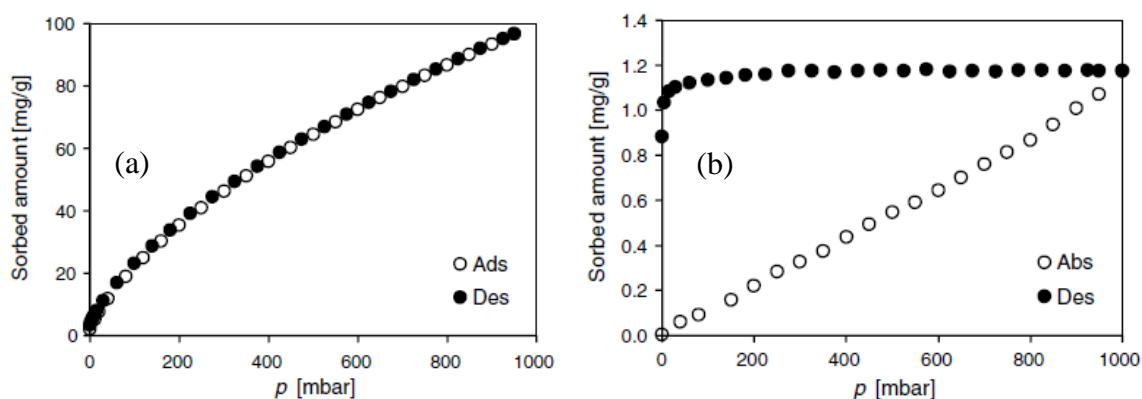 100
80
60
40
20
0
Sorbed amount [mg/g]
(a)
Ads
Des
0 200 400 600 800 1000
p [mbar]
1.4
1.2
1.0
0.8
0.6
0.4
0.2
0.0
Sorbed amount [mg/g]
(b)
Abs
Des
0 200 400 600 800 1000
p [mbar]